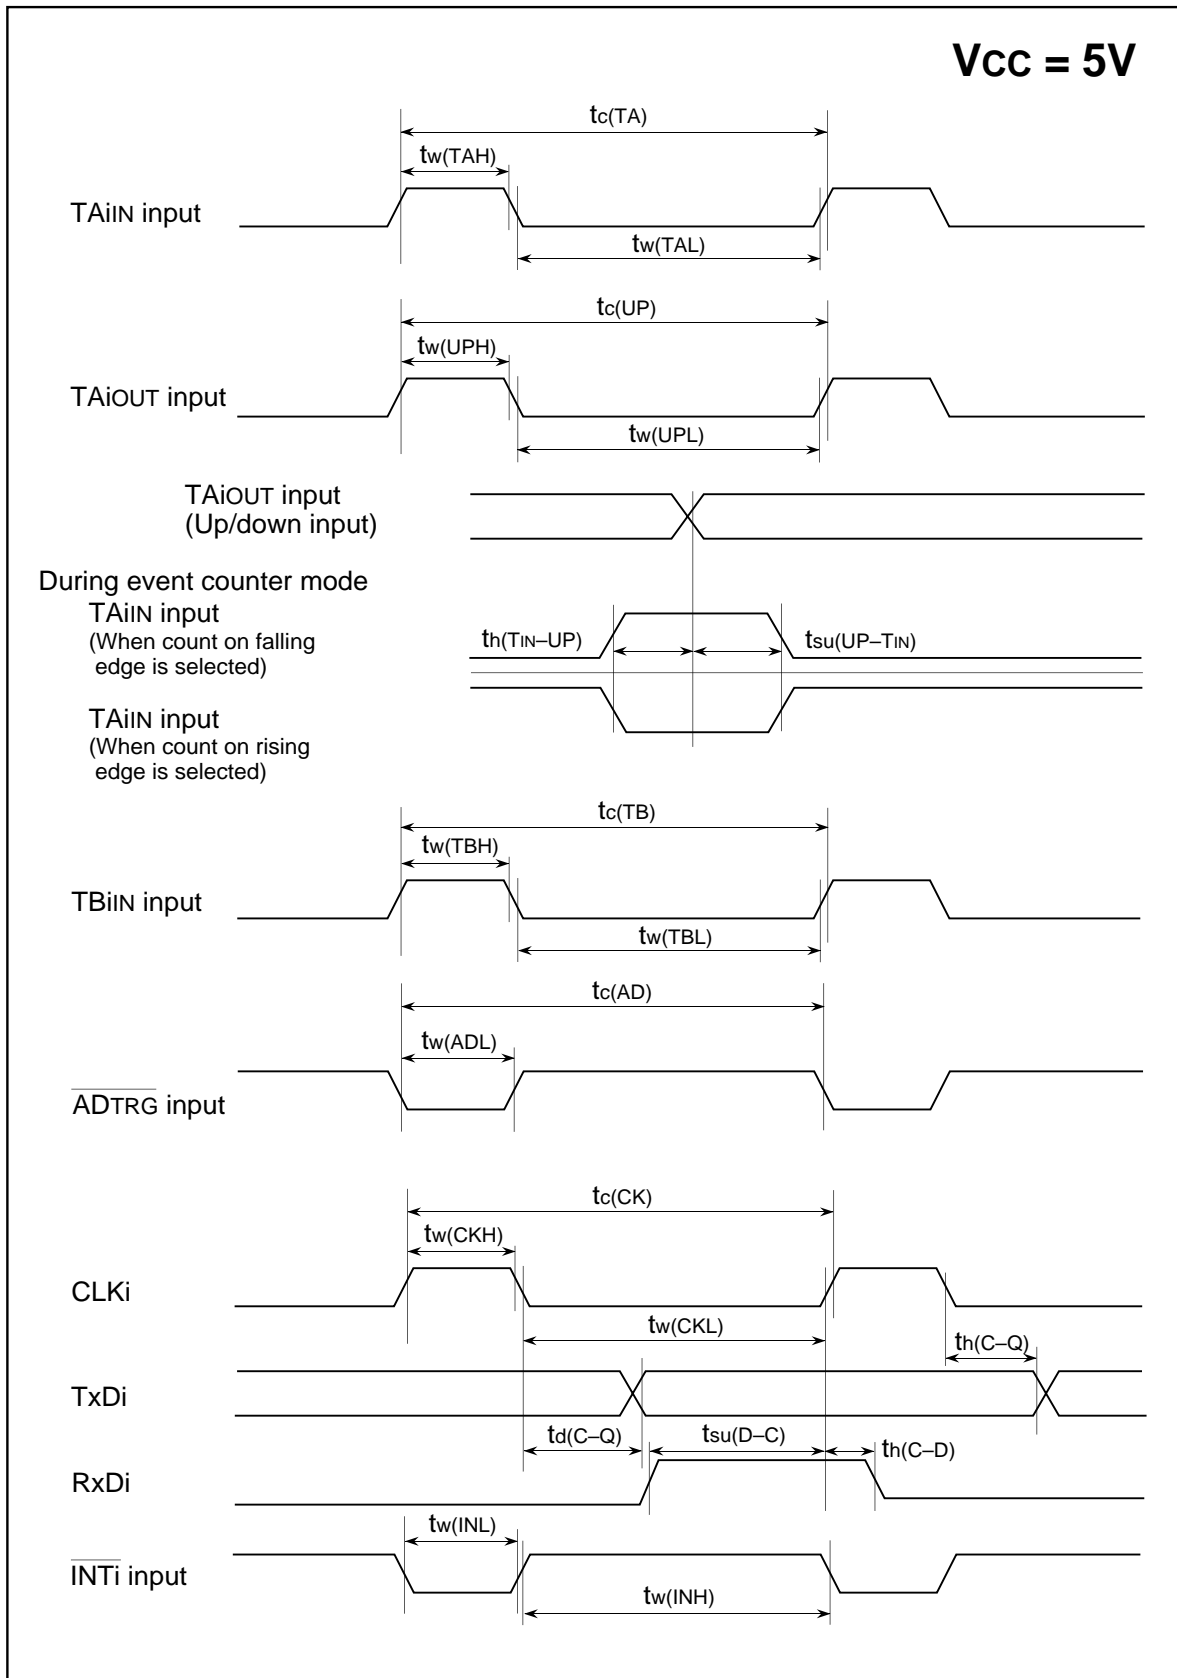 VCC = 5V
tc(TA)
tw(TAH)
TAiIN input
tw(TAL)
tc(UP)
tw(UPH)
TAiOUT input
tw(UPL)
TAiOUT input
(Up/down input)
During event counter mode
TAiIN input
(When count on falling
edge is selected)
th(TIN–UP)
tsu(UP–TIN)
TAiIN input
(When count on rising
edge is selected)
tc(TB)
tw(TBH)
TBiIN input
tw(TBL)
tc(AD)
tw(ADL)
ADTRG input
tc(CK)
tw(CKH)
CLKi
tw(CKL)
th(C–Q)
TxDi
td(C–Q)
tsu(D–C)
th(C–D)
RxDi
tw(INL)
INTi input
tw(INH)